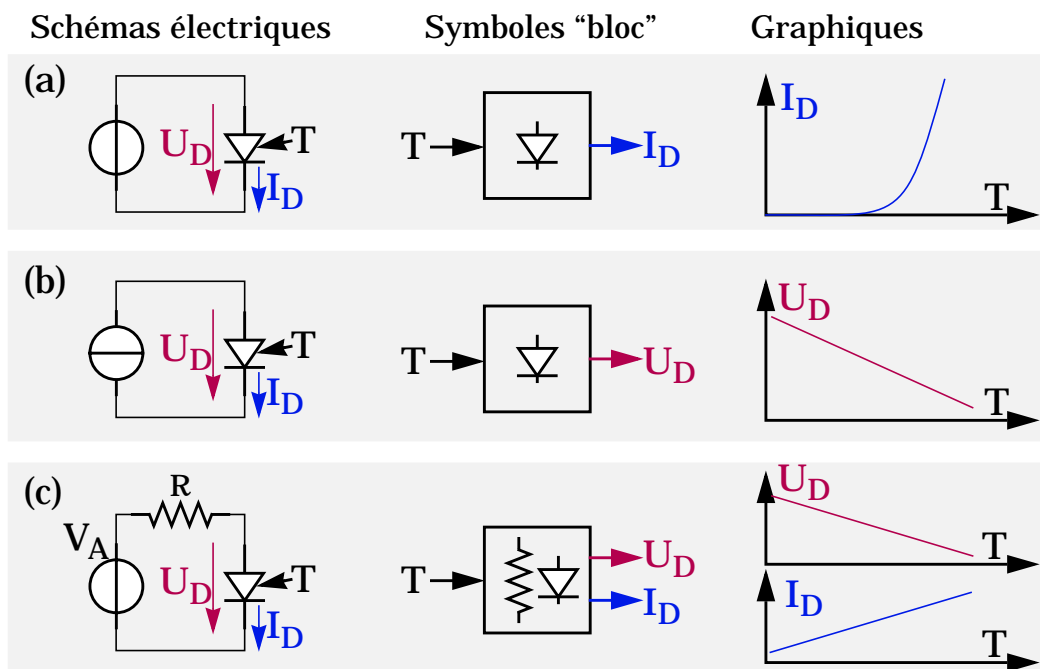 Schémas électriques Symboles “bloc” Graphiques
(a)
U_D
T
I_D
T
I_D
I_D
T
(b)
U_D
T
I_D
T
U_D
U_D
T
(c)
R
V_A
U_D
T
I_D
T
U_D
I_D
U_D
T
I_D
T